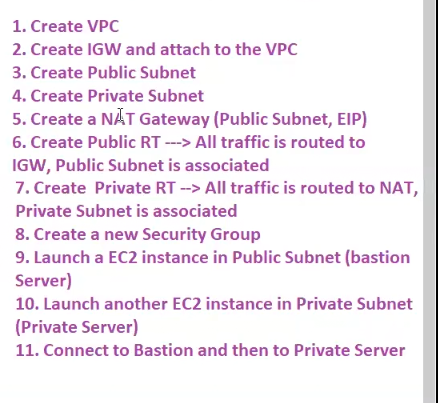 1. Create VPC
2. Create IGW and attach to the VPC
3. Create Public Subnet
4. Create Private Subnet
5. Create a NAT Gateway (Public Subnet, EIP)
6. Create Public RT ---> All traffic is routed to
IGW, Public Subnet is associated
7. Create  Private RT --> All traffic is routed to NAT,
Private Subnet is associated
8. Create a new Security Group
9. Launch a EC2 instance in Public Subnet (bastion
Server)
10. Launch another EC2 instance in Private Subnet
(Private Server)
11. Connect to Bastion and then to Private Server